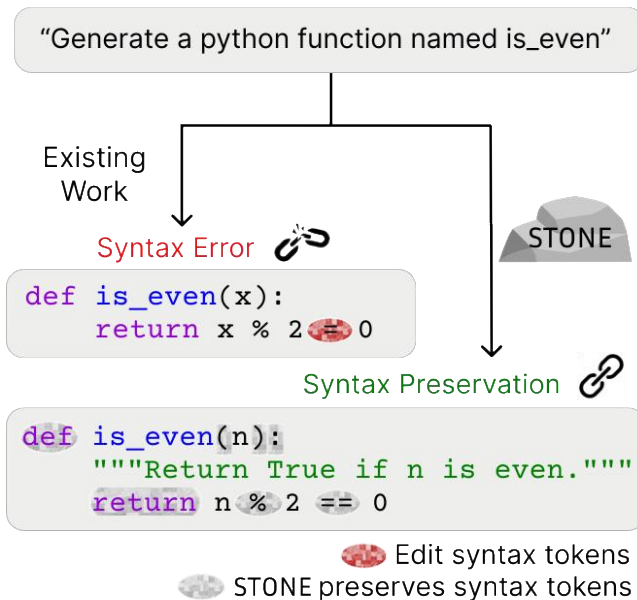 “Generate a python function named is_even”
Existing
Work
STONE
Syntax Error
def is_even(x):
    return x % 2 = 0
Syntax Preservation
def is_even(n):
    """Return True if n is even."""
    return n % 2 == 0
Edit syntax tokens
STONE preserves syntax tokens